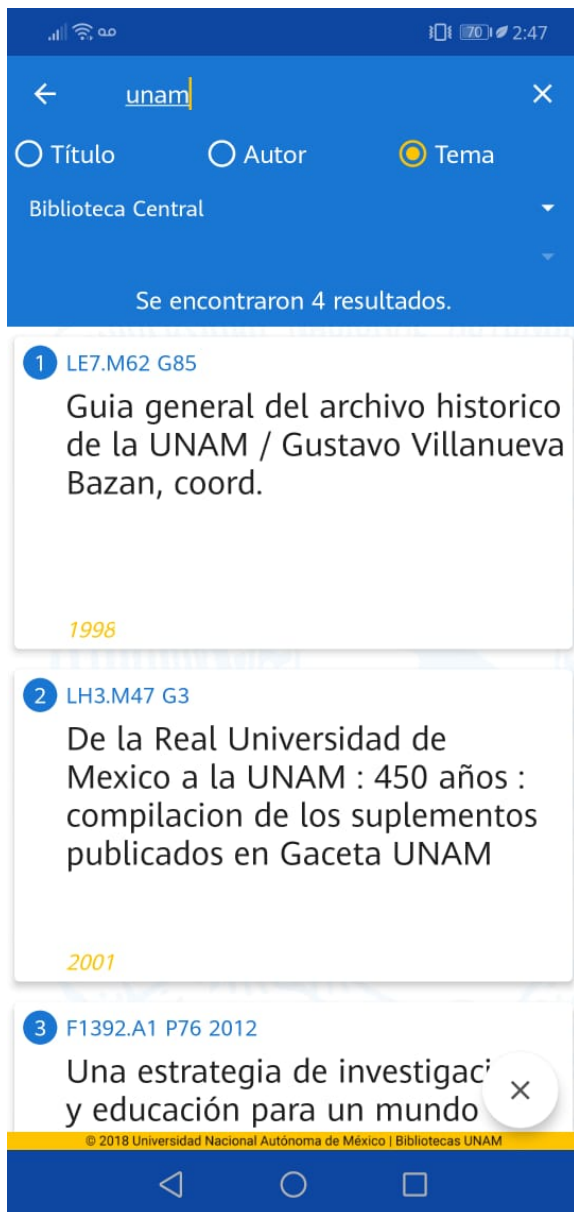 70 2:47
unam
Título Autor Tema
Biblioteca Central
Se encontraron 4 resultados.
1 LE7.M62 G85
Guia general del archivo historico
de la UNAM / Gustavo Villanueva
Bazan, coord.
1998
2 LH3.M47 G3
De la Real Universidad de
Mexico a la UNAM : 450 años :
compilacion de los suplementos
publicados en Gaceta UNAM
2001
3 F1392.A1 P76 2012
Una estrategia de
y educación para un mundo
© 2018 Universidad Nacional Autónoma de México | Bibliotecas UNAM